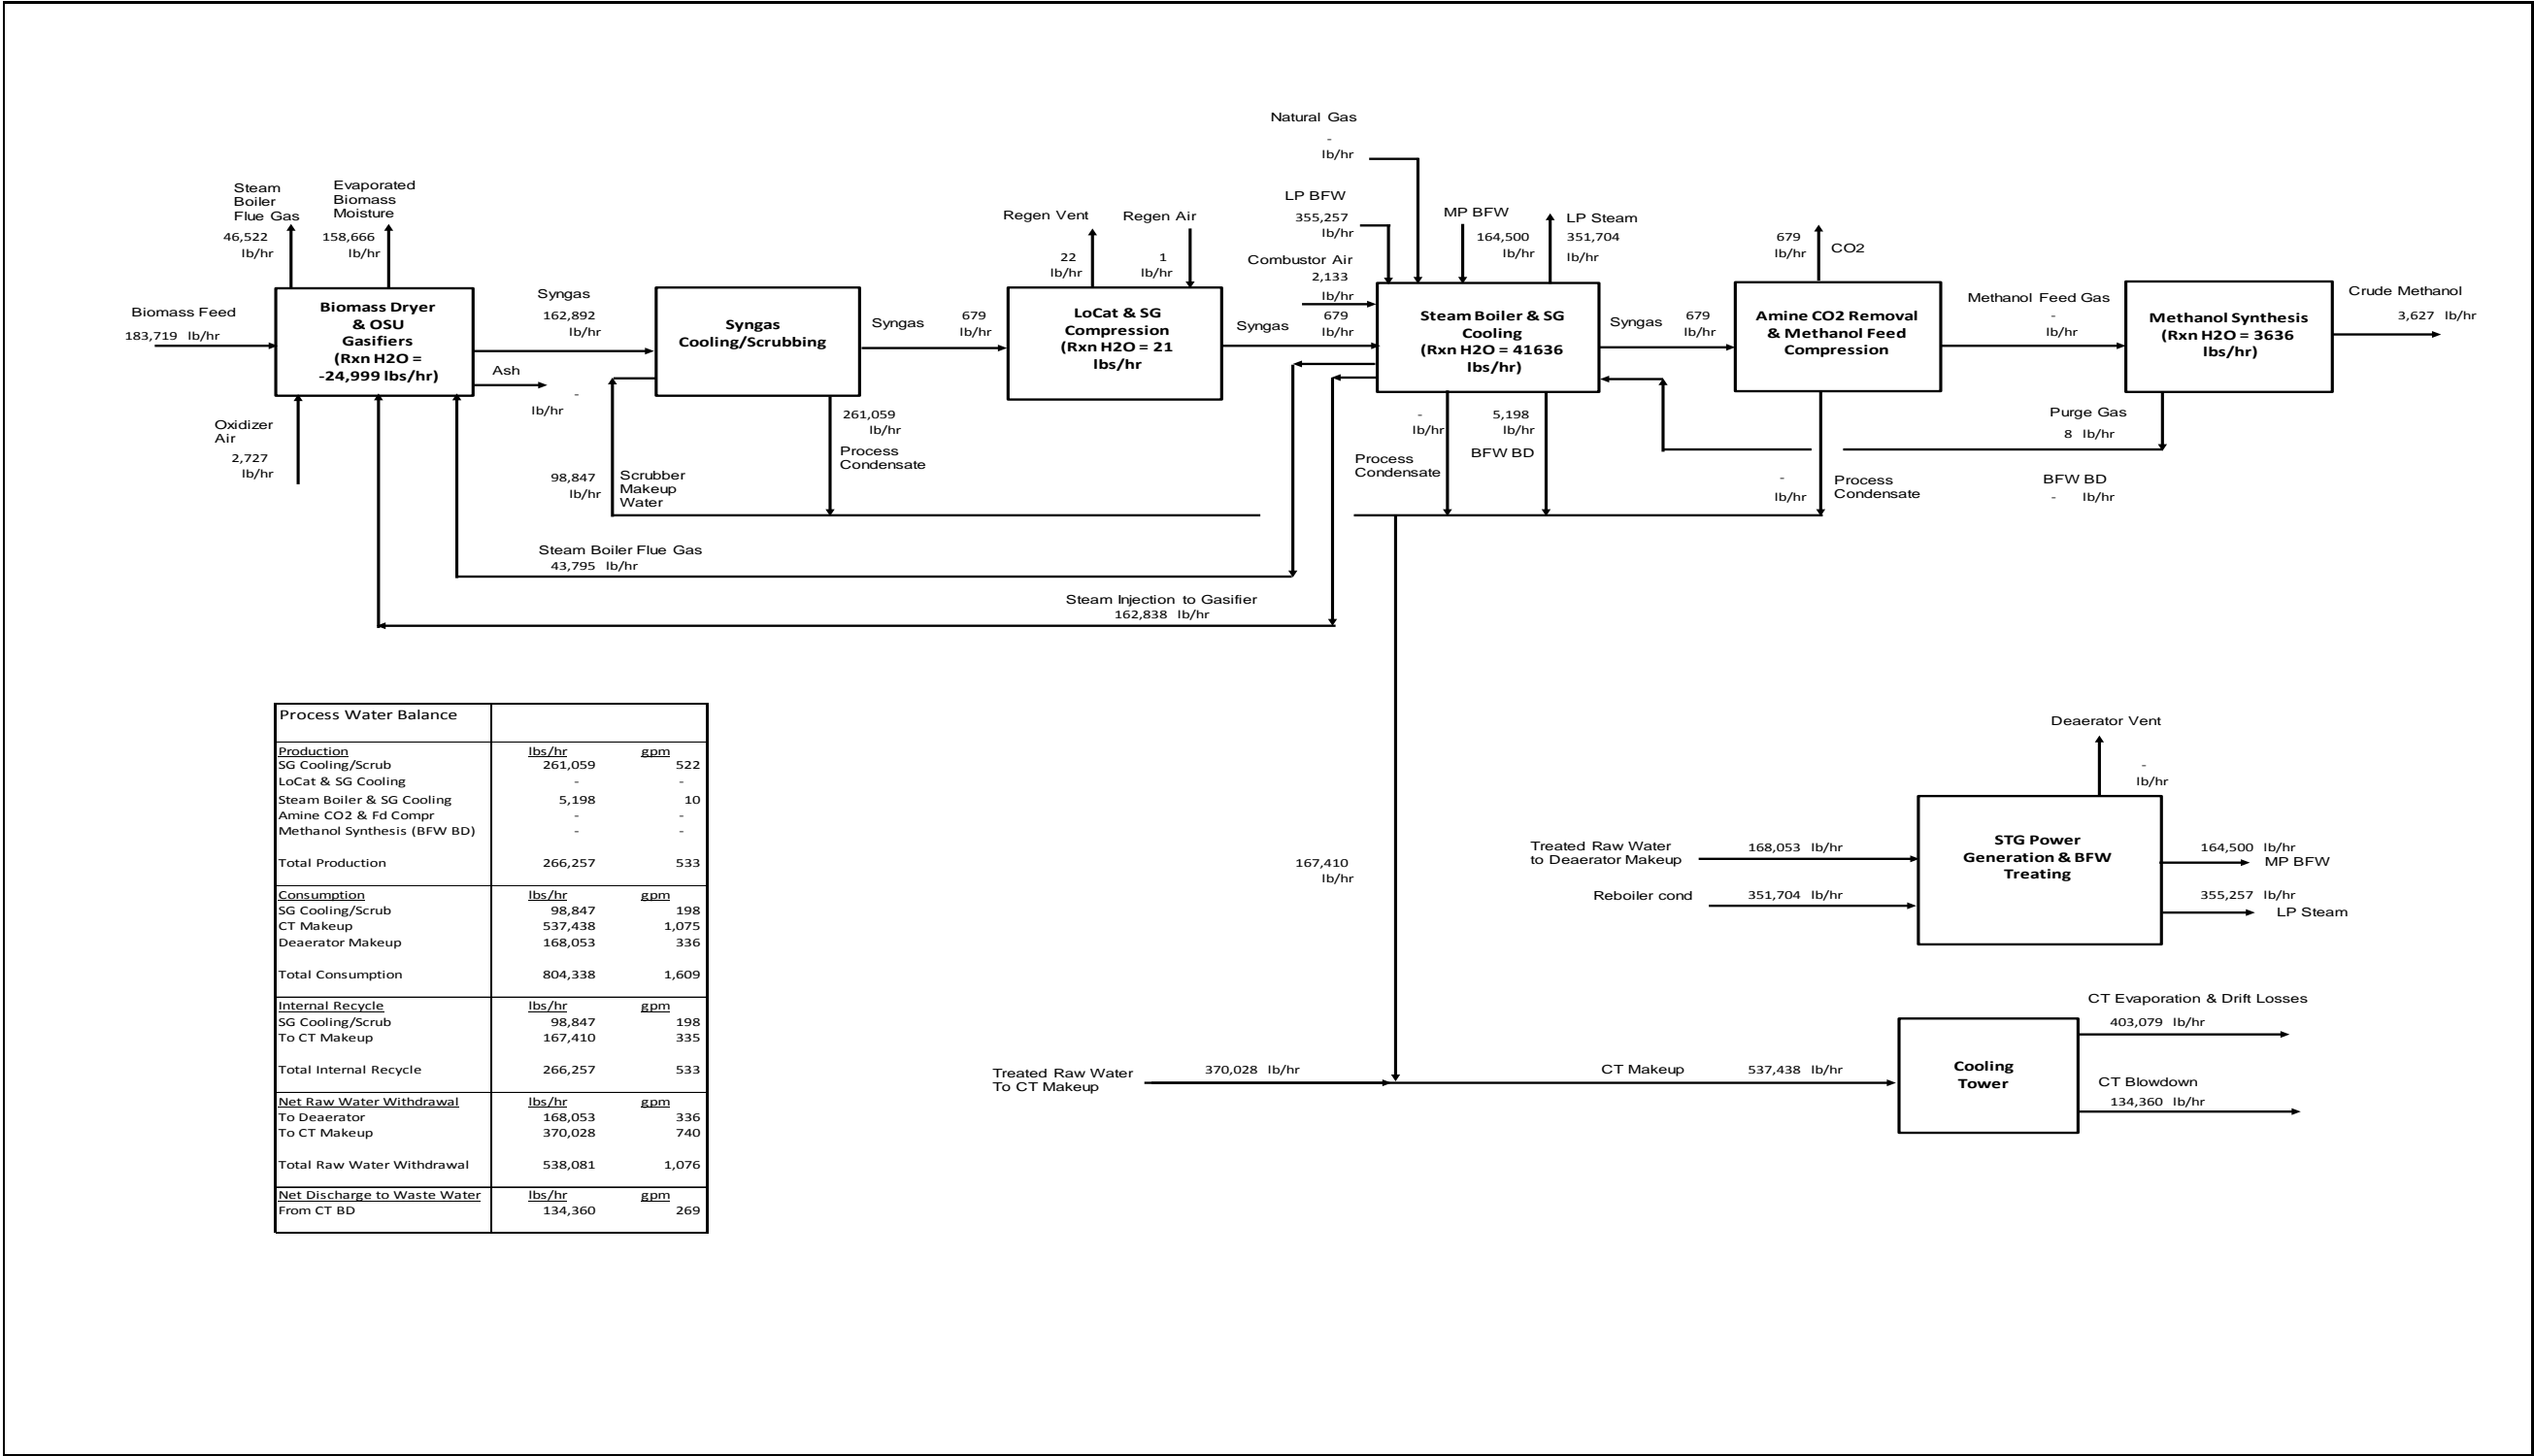 Natural Gas
-
lb/hr
Steam
Boiler
Flue Gas
46,522
lb/hr
Evaporated
Biomass
Moisture
158,666
lb/hr
Regen Vent
22
lb/hr
Regen Air
1
lb/hr
LP BFW
355,257
lb/hr
Combustor Air
2,133
lb/hr
MP BFW
164,500
lb/hr
LP Steam
351,704
lb/hr
679
lb/hr
CO2
Biomass Feed
183,719 lb/hr
Biomass Dryer
& OSU
Gasifiers
(Rxn H2O =
-24,999 lbs/hr)
Syngas
162,892
lb/hr
Ash
-
lb/hr
Syngas
Cooling/Scrubbing
Syngas
679
lb/hr
LoCat & SG
Compression
(Rxn H2O = 21
lbs/hr
Syngas
679
lb/hr
Steam Boiler & SG
Cooling
(Rxn H2O = 41636
lbs/hr)
Syngas
679
lb/hr
Amine CO2 Removal
& Methanol Feed
Compression
Methanol Feed Gas
-
lb/hr
Methanol Synthesis
(Rxn H2O = 3636
lbs/hr)
Crude Methanol
3,627 lb/hr
Oxidizer
Air
2,727
lb/hr
98,847
lb/hr
Scrubber
Makeup
Water
261,059
lb/hr
Process
Condensate
-
lb/hr
Process
Condensate
5,198
lb/hr
BFW BD
-
lb/hr
Process
Condensate
Purge Gas
8 lb/hr
BFW BD
- lb/hr
Steam Boiler Flue Gas
43,795 lb/hr
Steam Injection to Gasifier
162,838 lb/hr
Process Water Balance
Production lbs/hr gpm
SG Cooling/Scrub 261,059 522
LoCat & SG Cooling - -
Steam Boiler & SG Cooling 5,198 10
Amine CO2 & Fd Compr - -
Methanol Synthesis (BFW BD) - -
Total Production 266,257 533
Consumption lbs/hr gpm
SG Cooling/Scrub 98,847 198
CT Makeup 537,438 1,075
Deaerator Makeup 168,053 336
Total Consumption 804,338 1,609
Internal Recycle lbs/hr gpm
SG Cooling/Scrub 98,847 198
To CT Makeup 167,410 335
Total Internal Recycle 266,257 533
Net Raw Water Withdrawal lbs/hr gpm
To Deaerator 168,053 336
To CT Makeup 370,028 740
Total Raw Water Withdrawal 538,081 1,076
Net Discharge to Waste Water lbs/hr gpm
From CT BD 134,360 269
167,410
lb/hr
Deaerator Vent
-
lb/hr
Treated Raw Water
to Deaerator Makeup
168,053 lb/hr
Reboiler cond
351,704 lb/hr
STG Power
Generation & BFW
Treating
164,500 lb/hr
MP BFW
355,257 lb/hr
LP Steam
Treated Raw Water
To CT Makeup
370,028 lb/hr
CT Makeup
537,438 lb/hr
Cooling
Tower
CT Evaporation & Drift Losses
403,079 lb/hr
CT Blowdown
134,360 lb/hr